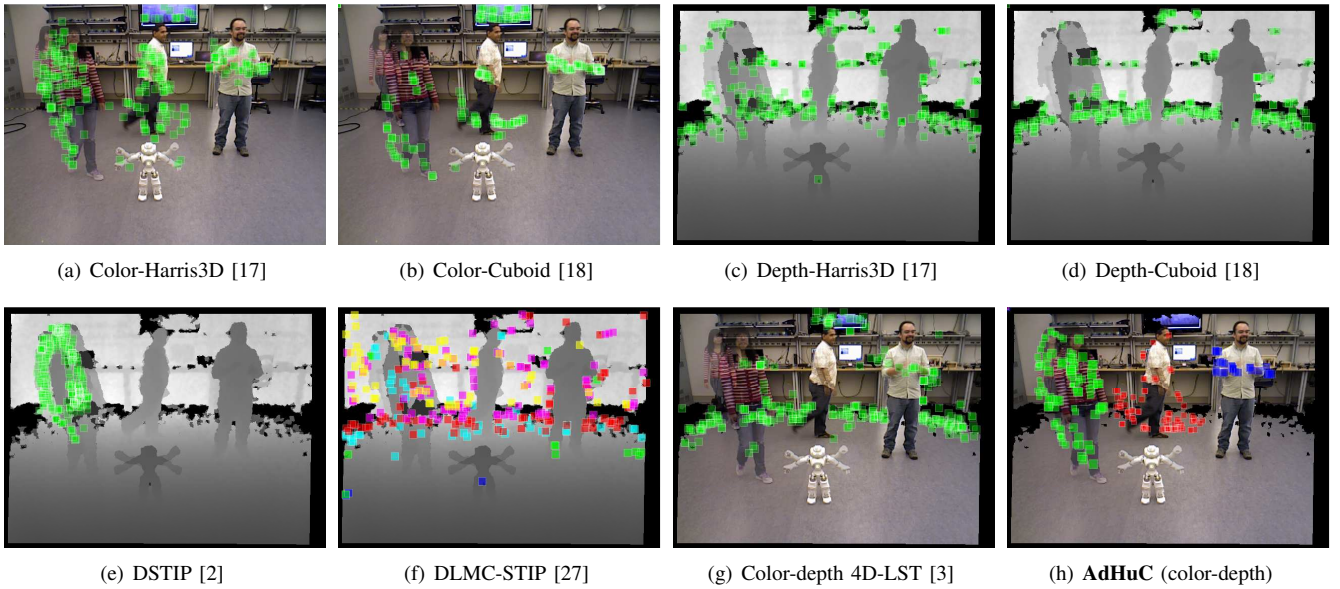 (a) Color-Harris3D [17]
(b) Color-Cuboid [18]
(c) Depth-Harris3D [17]
(d) Depth-Cuboid [18]
(e) DSTIP [2]
(f) DLMC-STIP [27]
(g) Color-depth 4D-LST [3]
(h) AdHuC (color-depth)